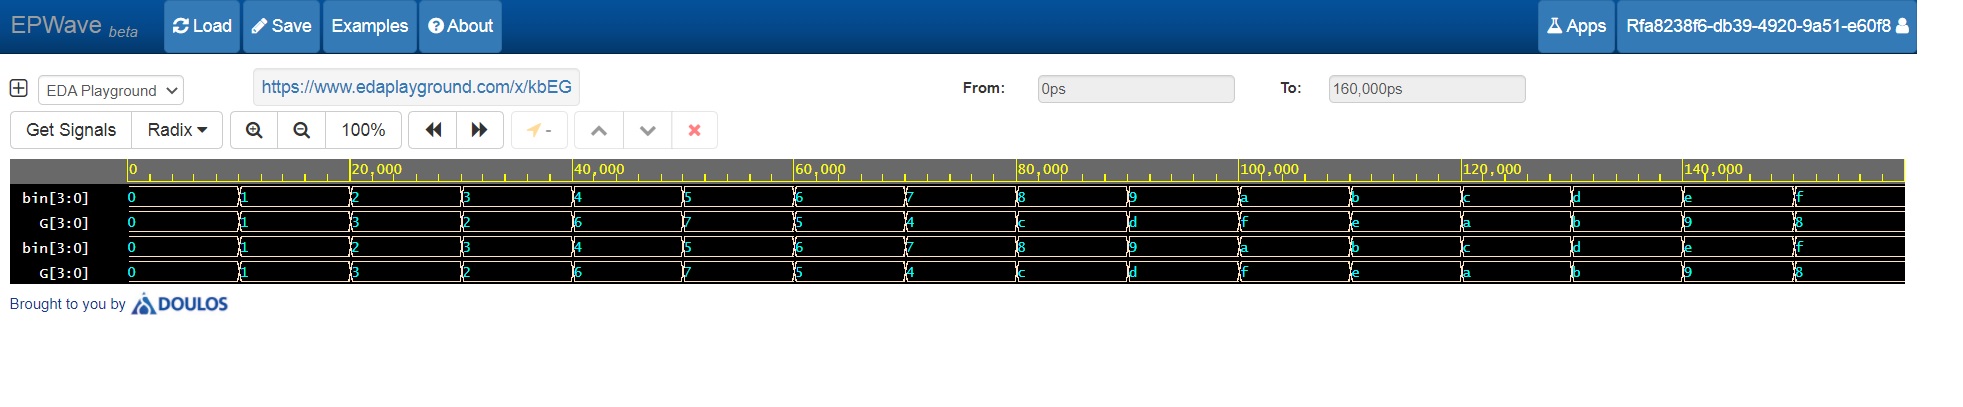 EPWave beta Load Save Examples About Apps Rfa8238f6-db39-4920-9a51-e60f8
EDA Playground https://www.edaplayground.com/x/kbEG From: 0ps To: 160,000ps
Get Signals Radix 100% -
0 20,000 40,000 60,000 80,000 100,000 120,000 140,000
bin[3:0] 0 1 2 3 4 5 6 7 8 9 a b c d e f
G[3:0] 0 1 3 2 6 7 5 4 c d f e a b 9 8
bin[3:0] 0 1 2 3 4 5 6 7 8 9 a b c d e f
G[3:0] 0 1 3 2 6 7 5 4 c d f e a b 9 8
Brought to you by DOULOS